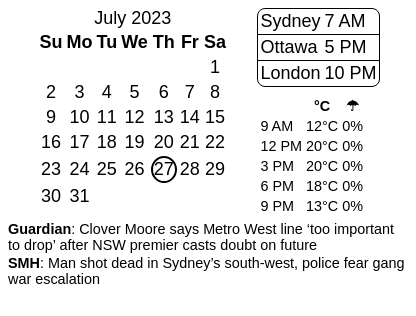 July 2023
Su Mo Tu We Th Fr Sa
1
2 3 4 5 6 7 8
9 10 11 12 13 14 15
16 17 18 19 20 21 22
23 24 25 26 27 28 29
30 31
Sydney 7 AM
Ottawa 5 PM
London 10 PM
°C ☂
9 AM 12°C 0%
12 PM 20°C 0%
3 PM 20°C 0%
6 PM 18°C 0%
9 PM 13°C 0%
Guardian: Clover Moore says Metro West line ‘too important
to drop’ after NSW premier casts doubt on future
SMH: Man shot dead in Sydney’s south-west, police fear gang
war escalation